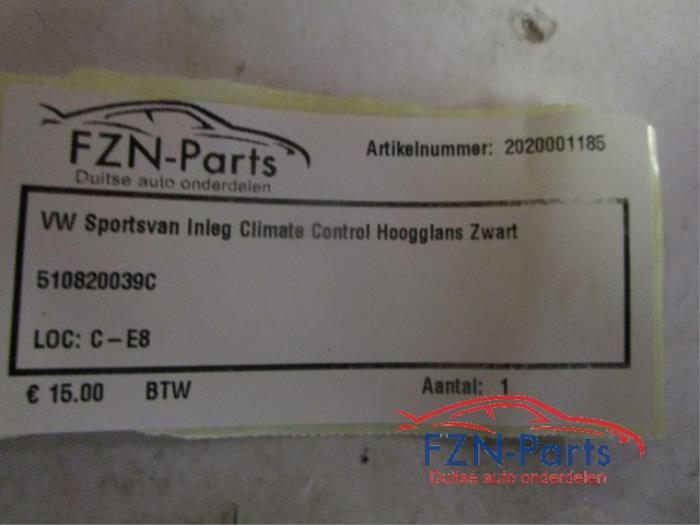 FZN-Parts
Duitse auto onderdelen
Artikelnummer: 2020001185
VW Sportsvan Inleg Climate Control Hoogglans Zwart
510820039C
LOC: C-E8
€ 15.00 BTW Aantal: 1
FZN-Parts
Duitse auto onderdelen